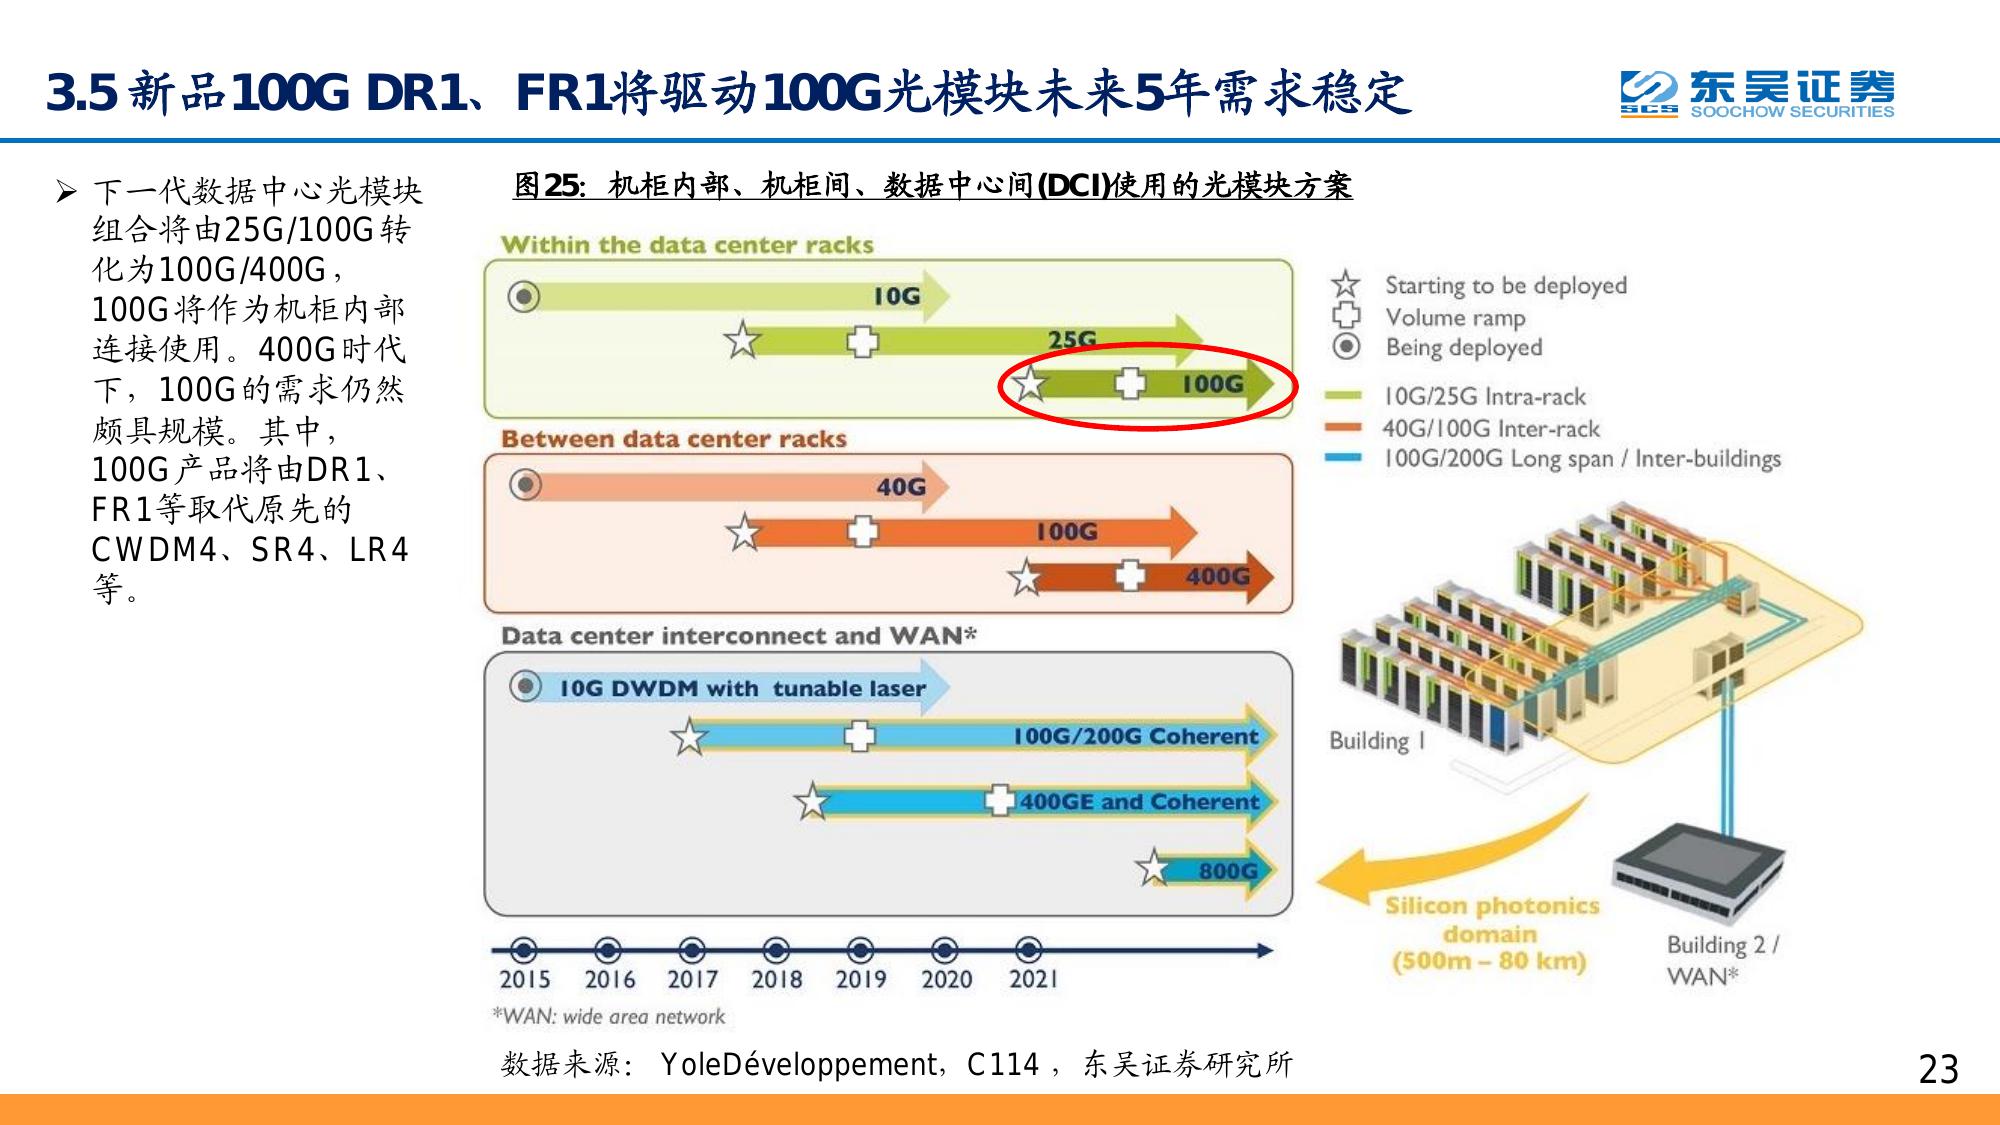 3.5 新品100G DR1、FR1将驱动100G光模块未来5年需求稳定
东吴证券
SCS
SOOCHOW SECURITIES
➢ 下一代数据中心光模块
组合将由25G/100G转
化为100G/400G，
100G将作为机柜内部
连接使用。400G时代
下，100G的需求仍然
颇具规模。其中，
100G产品将由DR1、
FR1等取代原先的
CWDM4、SR4、LR4
等。
图25：机柜内部、机柜间、数据中心间(DCI)使用的光模块方案
Within the data center racks
10G
25G
100G
Between data center racks
40G
100G
400G
Data center interconnect and WAN*
10G DWDM with tunable laser
100G/200G Coherent
400GE and Coherent
800G
2015 2016 2017 2018 2019 2020 2021
*WAN: wide area network
Starting to be deployed
Volume ramp
Being deployed
10G/25G Intra-rack
40G/100G Inter-rack
100G/200G Long span / Inter-buildings
Building 1
Silicon photonics
domain
(500m – 80 km)
Building 2 /
WAN*
数据来源： YoleDéveloppement，C114 ，东吴证券研究所
23